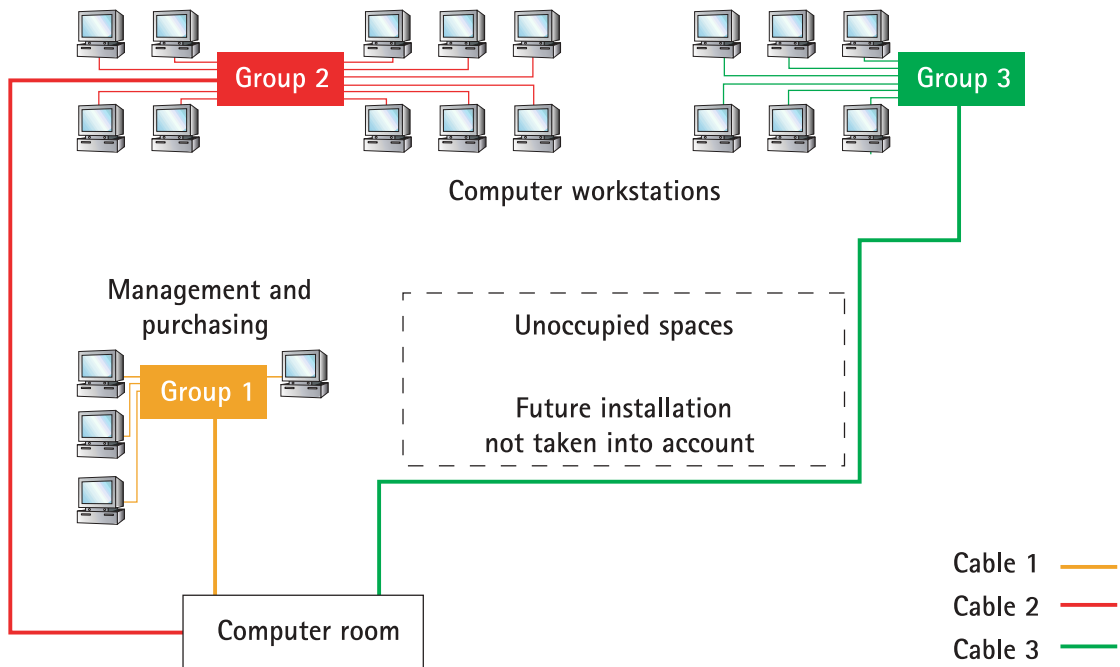 Group 2
Group 3
Computer workstations
Management and
purchasing
Unoccupied spaces
Group 1
Future installation
not taken into account
Cable 1
Cable 2
Computer room
Cable 3